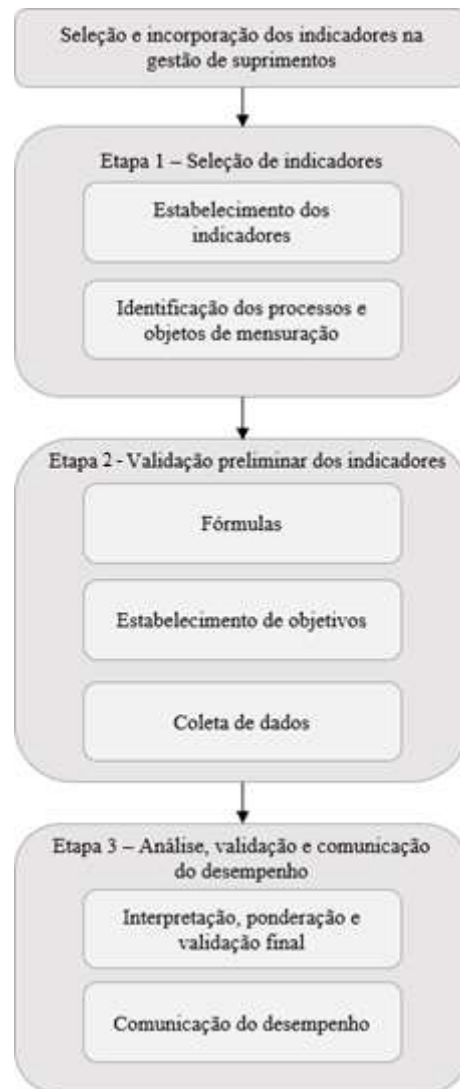 Seleção e incorporação dos indicadores na
gestão de suprimentos
Etapa 1 – Seleção de indicadores
Estabelecimento dos
indicadores
Identificação dos processos e
objetos de mensuração
Etapa 2 - Validação preliminar dos indicadores
Fórmulas
Estabelecimento de objetivos
Coleta de dados
Etapa 3 – Análise, validação e comunicação
do desempenho
Interpretação, ponderação e
validação final
Comunicação do desempenho